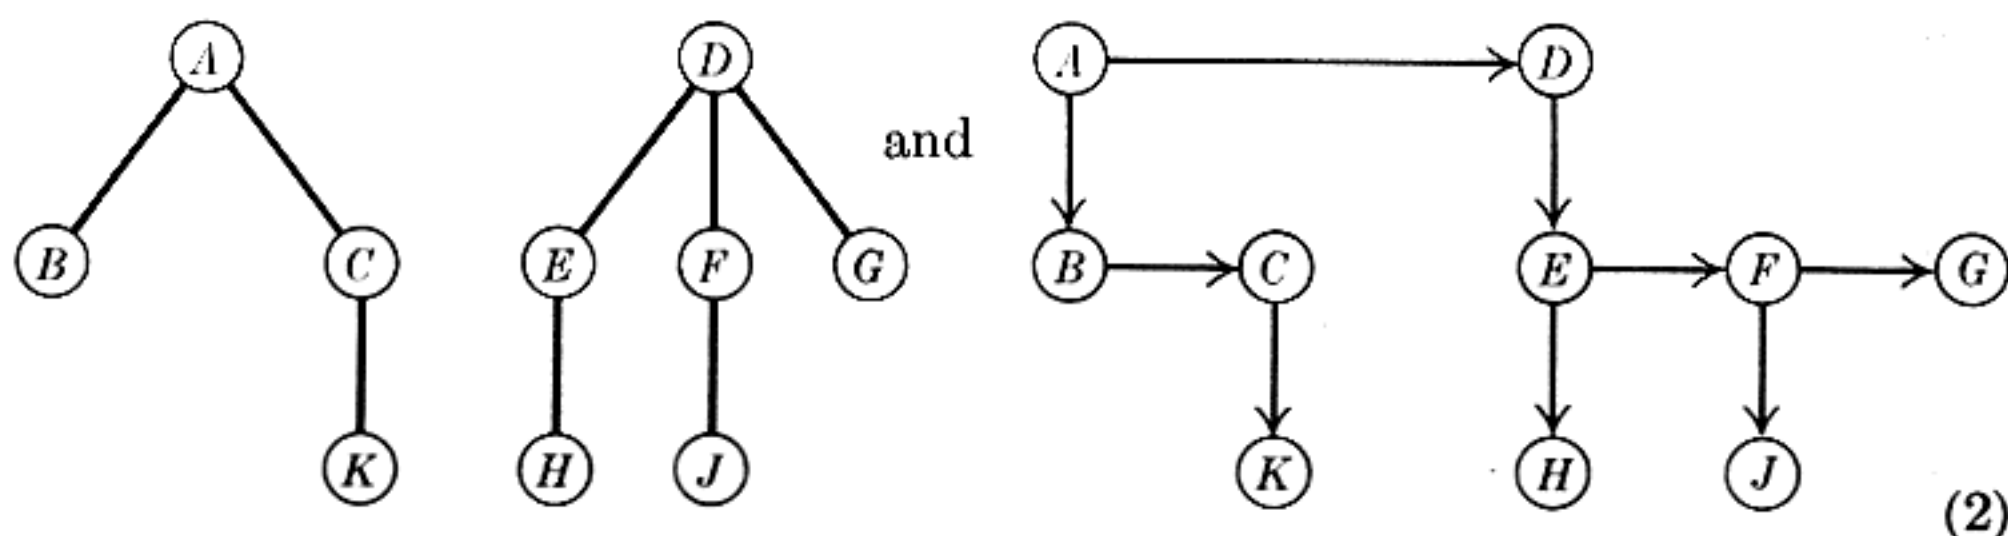 A D A D
and
B C E F G B C E F G
K H J K H J
(2)